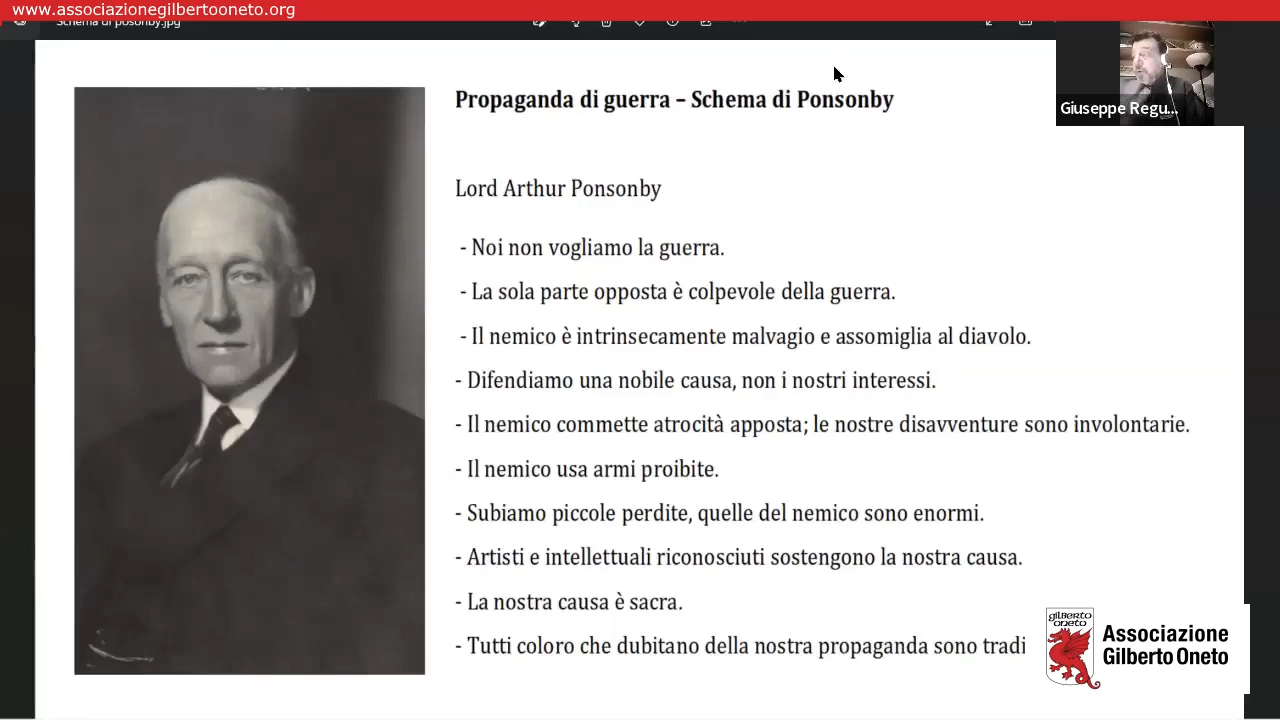 www.associazionegilbertooneto.org
Schema di posonby.jpg
Giuseppe Regu...
Propaganda di guerra – Schema di Ponsonby
Lord Arthur Ponsonby
- Noi non vogliamo la guerra.
- La sola parte opposta è colpevole della guerra.
- Il nemico è intrinsecamente malvagio e assomiglia al diavolo.
- Difendiamo una nobile causa, non i nostri interessi.
- Il nemico commette atrocità apposta; le nostre disavventure sono involontarie.
- Il nemico usa armi proibite.
- Subiamo piccole perdite, quelle del nemico sono enormi.
- Artisti e intellettuali riconosciuti sostengono la nostra causa.
- La nostra causa è sacra.
- Tutti coloro che dubitano della nostra propaganda sono tradi
gilberto
oneto
Associazione
Gilberto Oneto